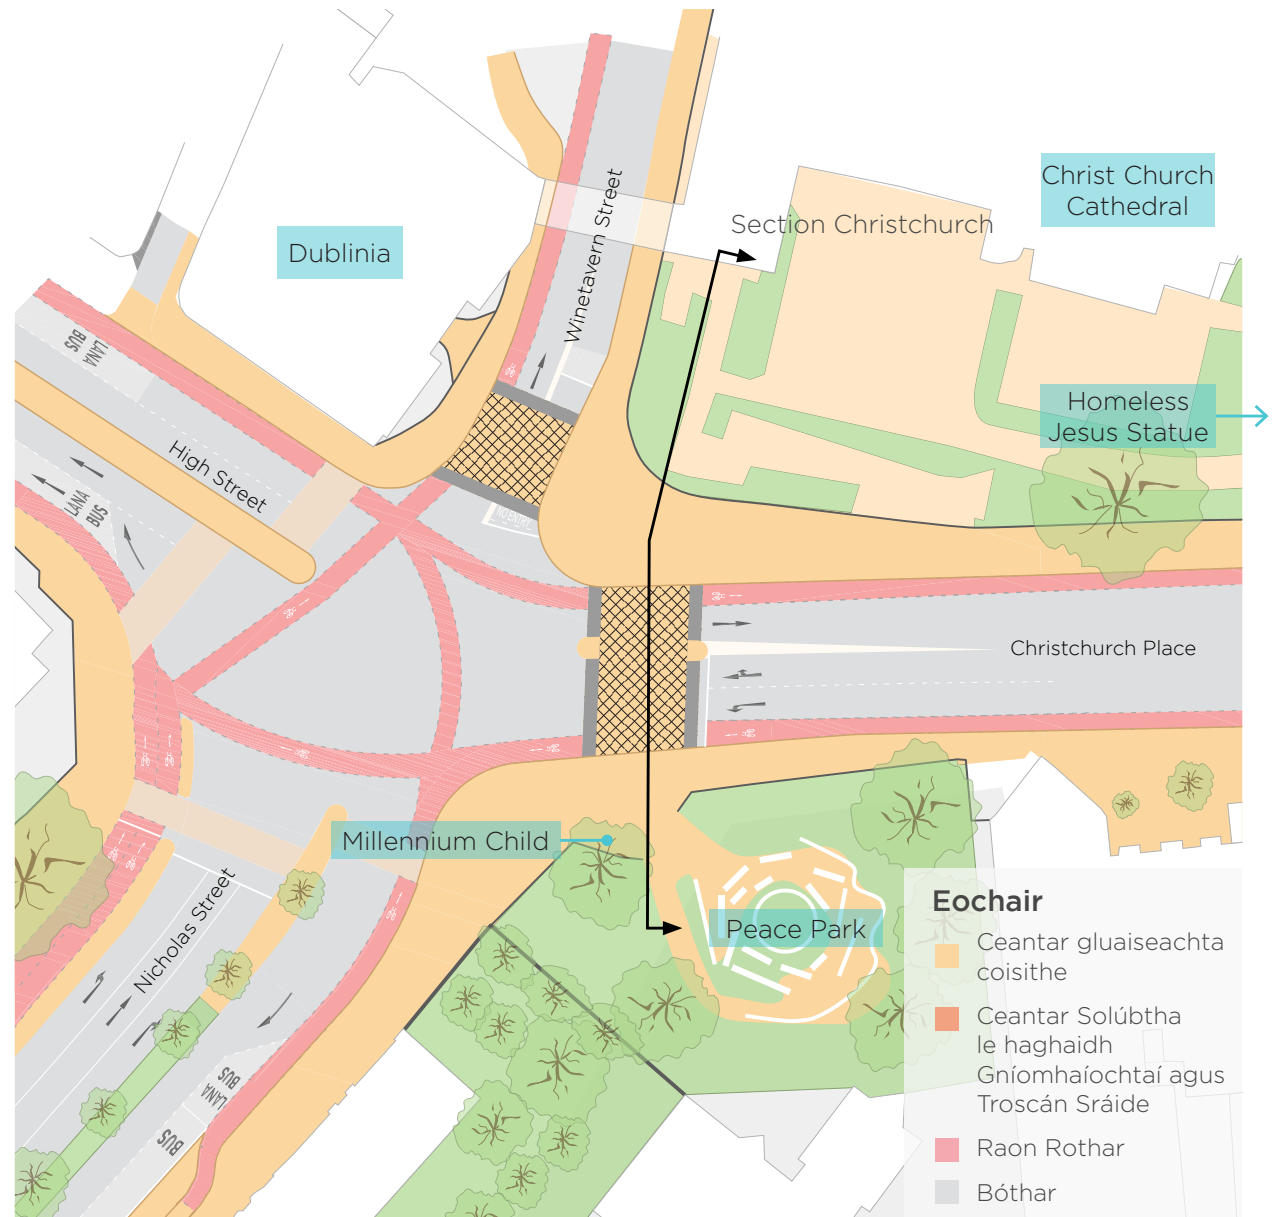 Christ Church
Cathedral
Section Christchurch
Dublinia
Winetavern Street
LANA
BUS
Homeless
Jesus Statue
High Street
LANA
BUS
NO ENTRY
Christchurch Place
Millennium Child
Nicholas Street
Peace Park
BUS
LANA
BUS
Eochair
Ceantar gluaiseachta
coisithe
Ceantar Solúbtha
le haghaidh
Gníomhaíochtaí agus
Troscán Sráide
Raon Rothar
Bóthar